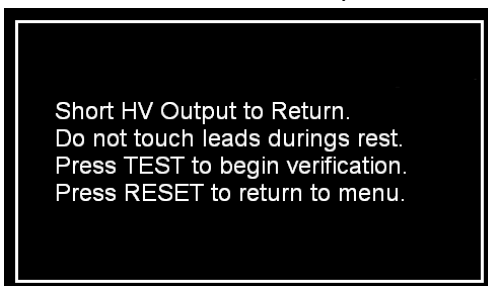 Short HV Output to Return.
Do not touch leads durings rest.
Press TEST to begin verification.
Press RESET to return to menu.